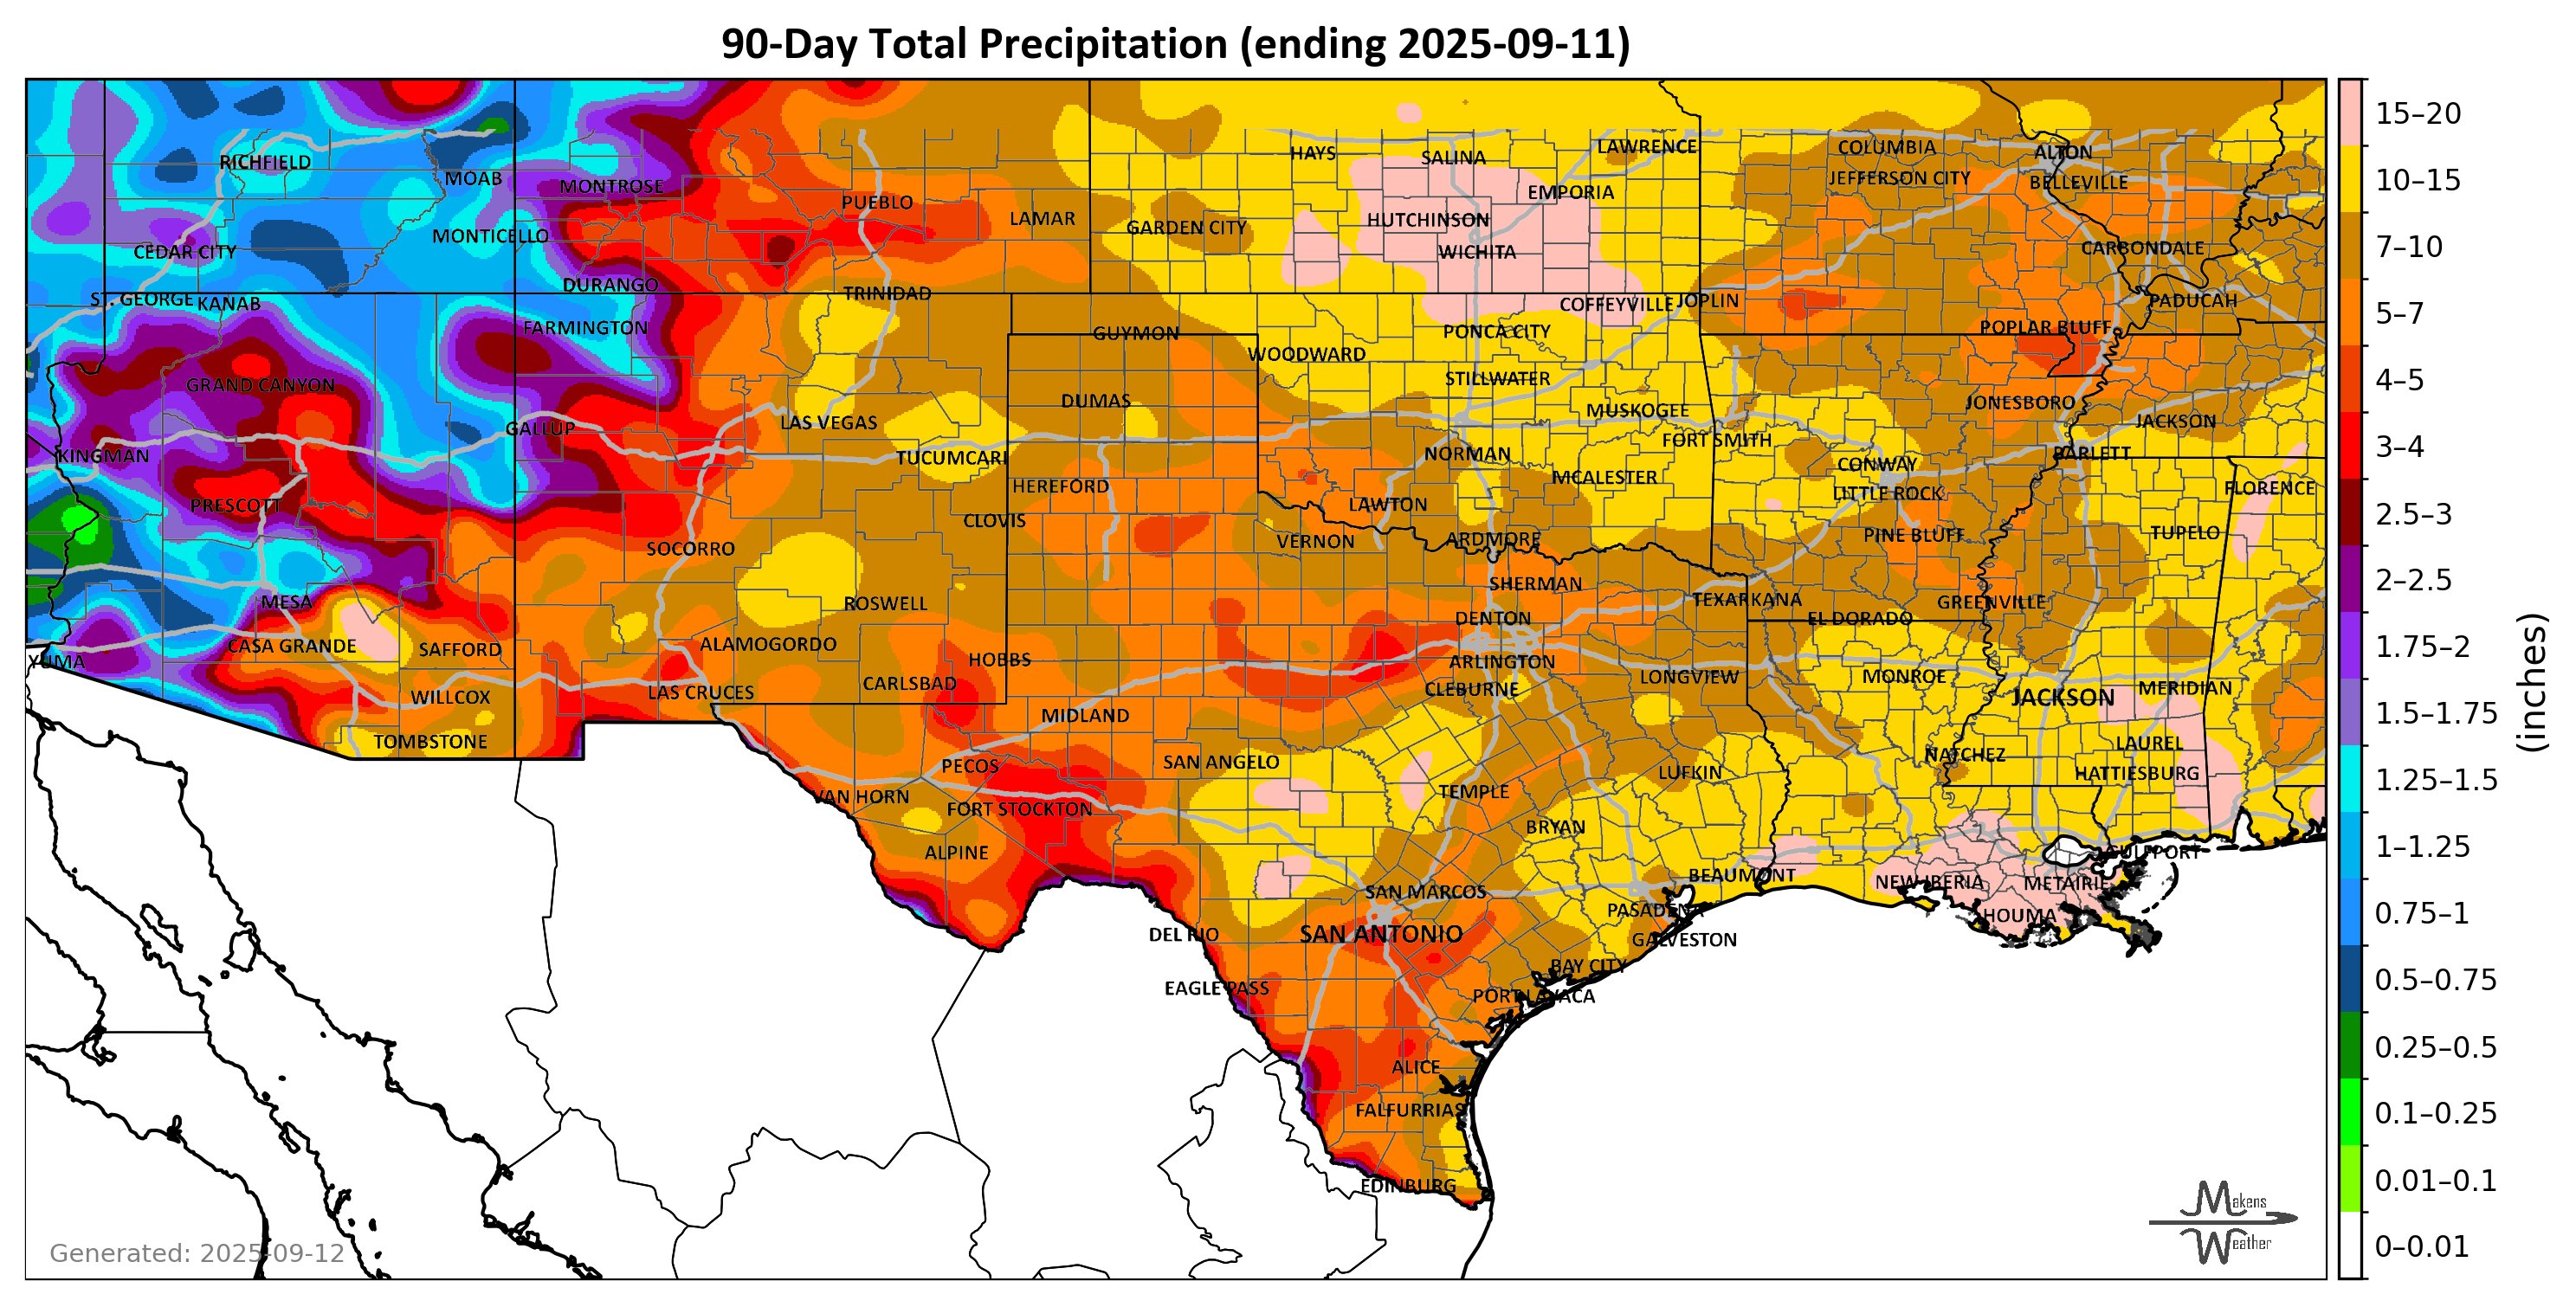 90-Day Total Precipitation (ending 2025-09-11)
RICHFIELD
MOAB
MONTROSE
PUEBLO
LAMAR
HAYS
SALINA
LAWRENCE
COLUMBIA
ALTON
JEFFERSON CITY
BELLEVILLE
EMPORIA
HUTCHINSON
GARDEN CITY
WICHITA
CEDAR CITY
MONTICELLO
CARBONDALE
DURANGO
TRINIDAD
ST. GEORGE
KANAB
COFFEYVILLE
JOPLIN
PADUCAH
FARMINGTON
GUYMON
PONCA CITY
POPLAR BLUFF
WOODWARD
GRAND CANYON
STILLWATER
DUMAS
MUSKOGEE
JONESBORO
LAS VEGAS
JACKSON
GALLUP
FORT SMITH
KINGMAN
TUCUMCARI
NORMAN
BARLETT
CONWAY
MCALESTER
HEREFORD
FLORENCE
LITTLE ROCK
PRESCOTT
LAWTON
CLOVIS
TUPELO
PINE BLUFF
SOCORRO
VERNON
ARDMORE
SHERMAN
MESA
ROSWELL
TEXARKANA
GREENVILLE
DENTON
EL DORADO
CASA GRANDE
SAFFORD
ALAMOGORDO
HOBBS
ARLINGTON
YUMA
LONGVIEW
MONROE
CARLSBAD
CLEBURNE
LAS CRUCES
WILLCOX
JACKSON
MERIDIAN
MIDLAND
TOMBSTONE
LAUREL
NATCHEZ
PECOS
SAN ANGELO
LUFKIN
HATTIESBURG
TEMPLE
VAN HORN
FORT STOCKTON
BRYAN
ALPINE
GULFPORT
BEAUMONT
NEW IBERIA
METAIRIE
SAN MARCOS
PASADENA
HOUMA
DEL RIO
SAN ANTONIO
GALVESTON
BAY CITY
EAGLE PASS
PORT LAVACA
ALICE
FALFURRIAS
EDINBURG
Generated: 2025-09-12
Makens
Weather
15–20
10–15
7–10
5–7
4–5
3–4
2.5–3
2–2.5
1.75–2
1.5–1.75
1.25–1.5
1–1.25
0.75–1
0.5–0.75
0.25–0.5
0.1–0.25
0.01–0.1
0–0.01
(inches)